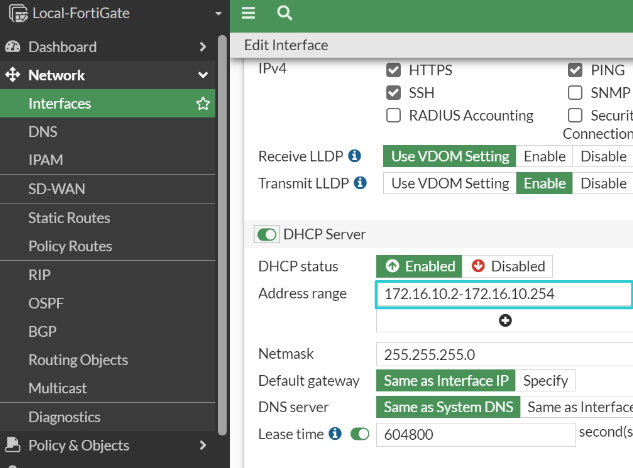 Local-FortiGate
Dashboard
Network
Interfaces
DNS
IPAM
SD-WAN
Static Routes
Policy Routes
RIP
OSPF
BGP
Routing Objects
Multicast
Diagnostics
Policy & Objects
Edit Interface
IPv4 HTTPS PING
SSH SNMP
RADIUS Accounting Securit
Connection
Receive LLDP Use VDOM Setting Enable Disable
Transmit LLDP Use VDOM Setting Enable Disable
DHCP Server
DHCP status Enabled Disabled
Address range 172.16.10.2-172.16.10.254
Netmask 255.255.255.0
Default gateway Same as Interface IP Specify
DNS server Same as System DNS Same as Interface
Lease time 604800 second(s